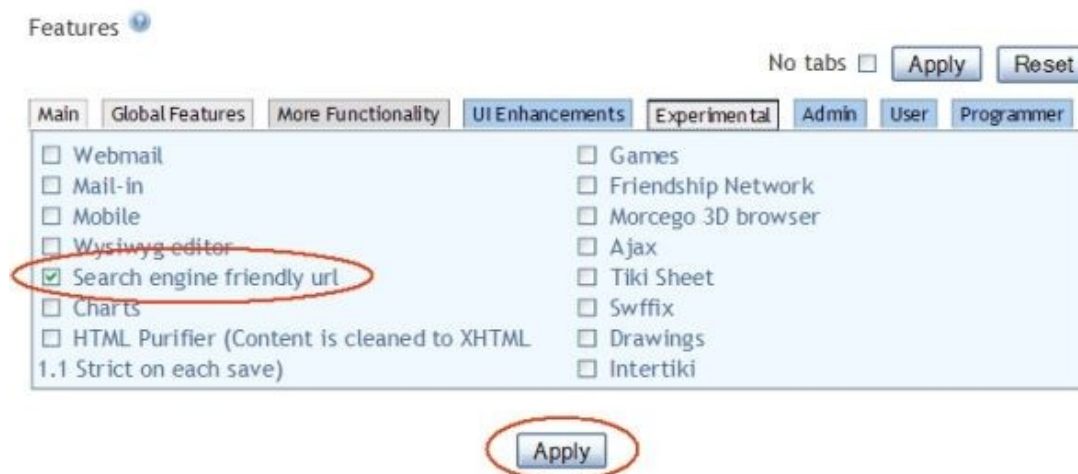 Features
No tabs Apply Reset
Main Global Features More Functionality UI Enhancements Experimental Admin User Programmer
Webmail
Mail-in
Mobile
Wysiwyg editor
Search engine friendly url
Charts
HTML Purifier (Content is cleaned to XHTML
1.1 Strict on each save)
Games
Friendship Network
Morcego 3D browser
Ajax
Tiki Sheet
Swffix
Drawings
Intertiki
Apply